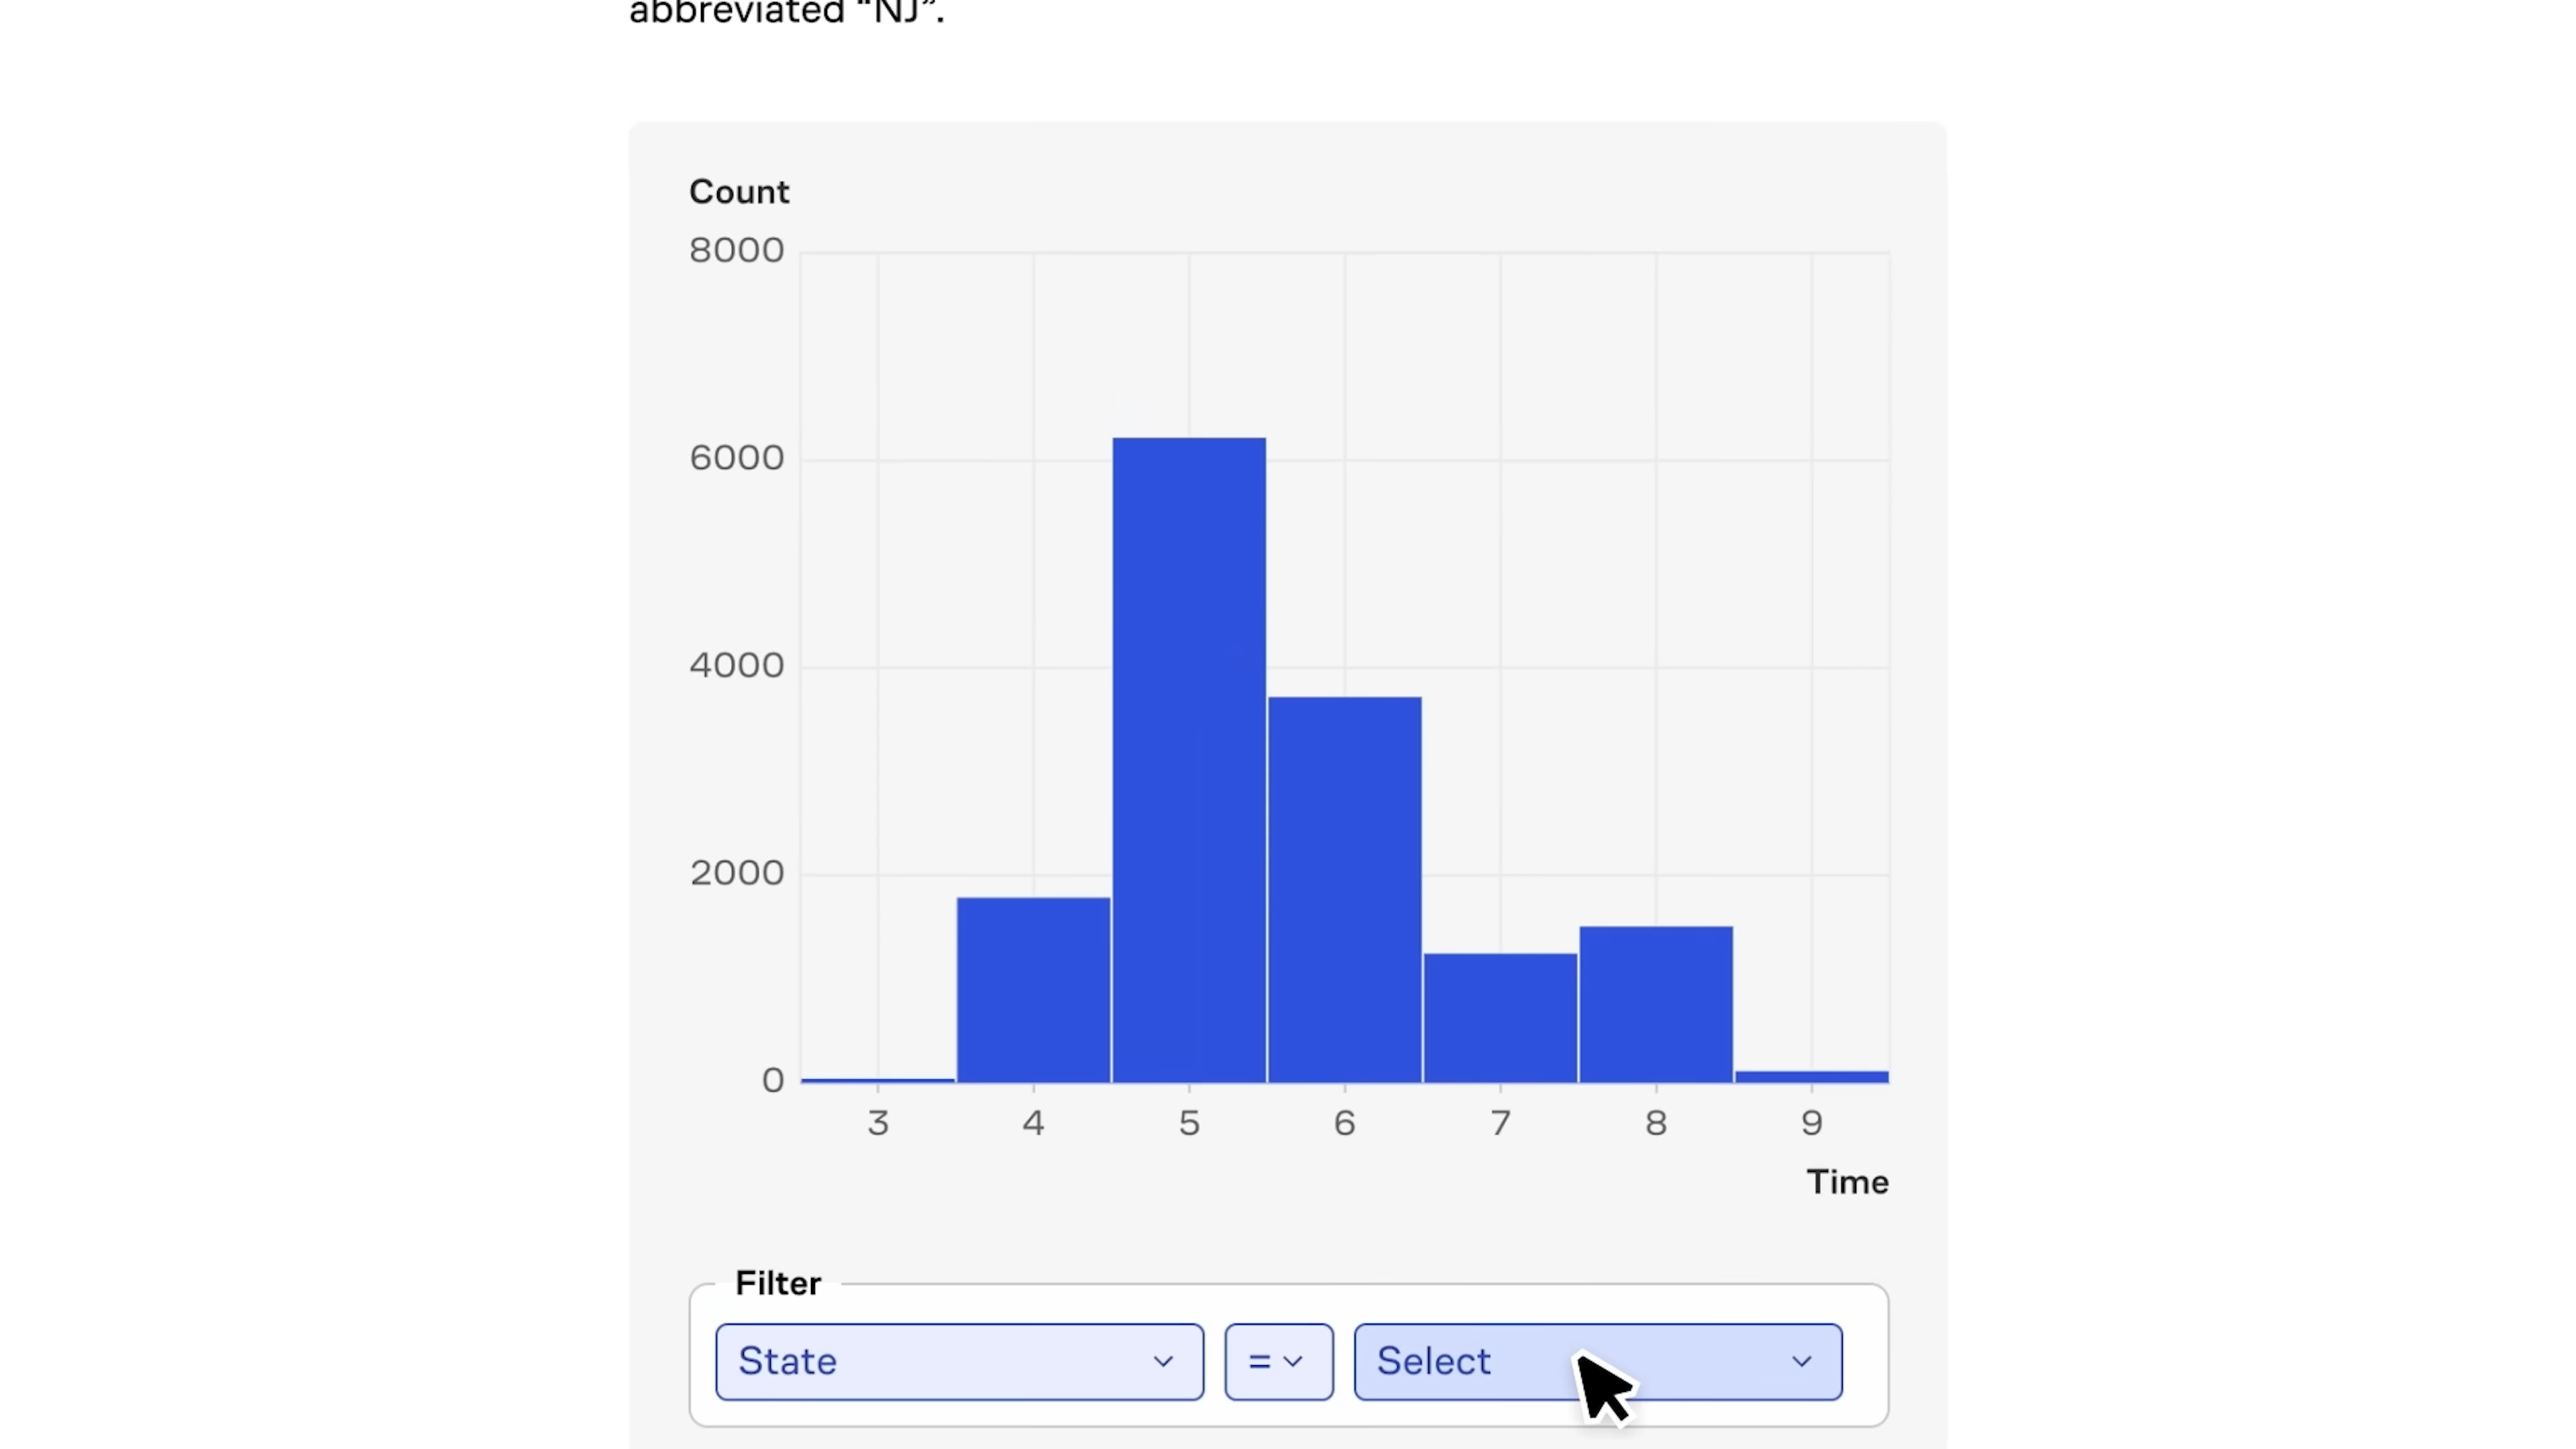 abbreviated “NJ”.
Count
8000
6000
4000
2000
0
3 4 5 6 7 8 9
Time
Filter
State = Select